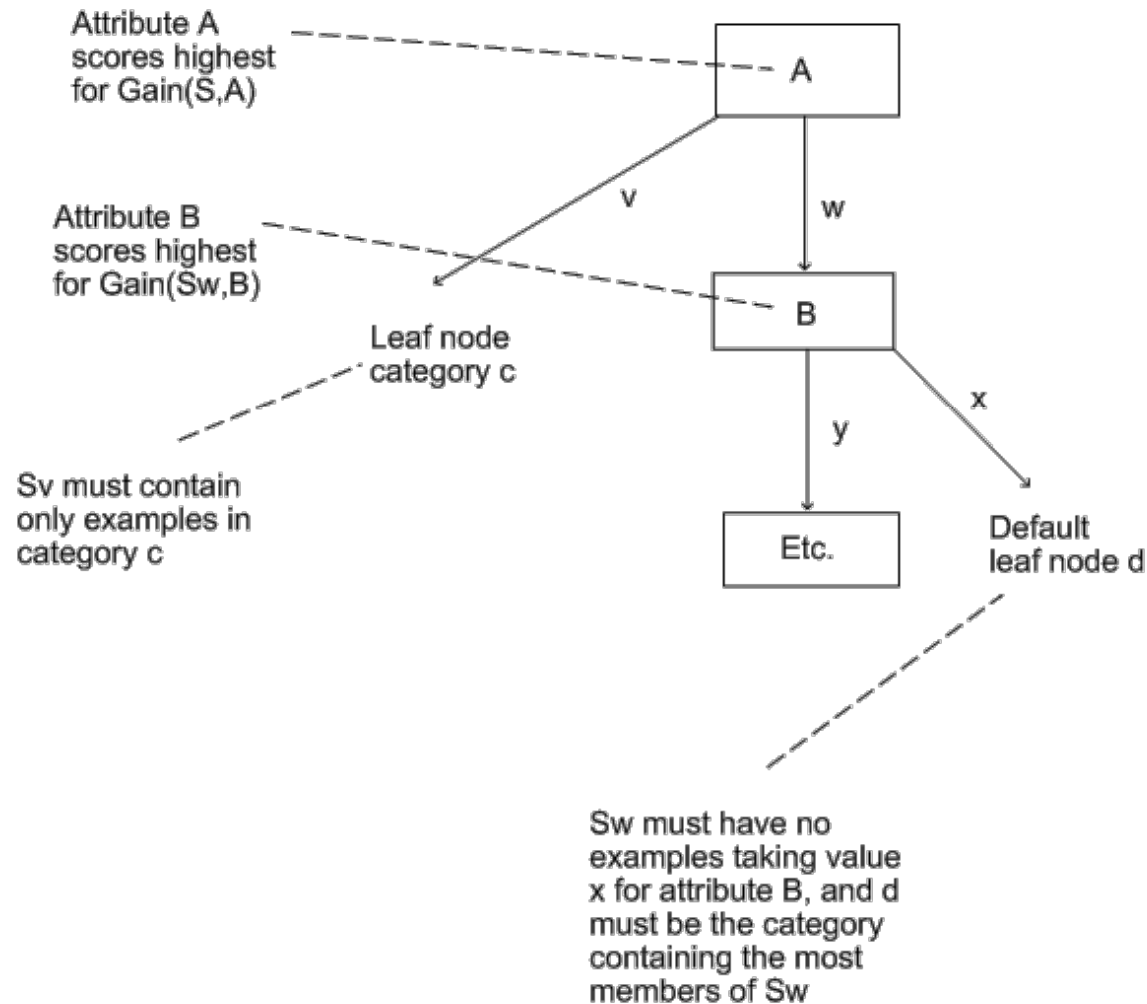 Attribute A
scores highest
for Gain(S,A)
A
v
w
Attribute B
scores highest
for Gain(Sw,B)
B
Leaf node
category c
x
y
Sv must contain
only examples in
category c
Etc.
Default
leaf node d
Sw must have no
examples taking value
x for attribute B, and d
must be the category
containing the most
members of Sw